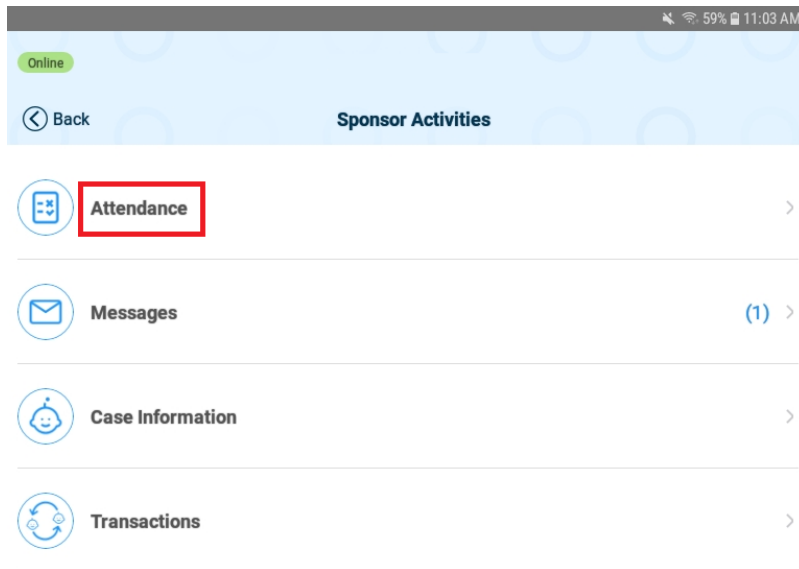 59% 11:03 AM
Online
Back
Sponsor Activities
Attendance
Messages
(1)
Case Information
Transactions